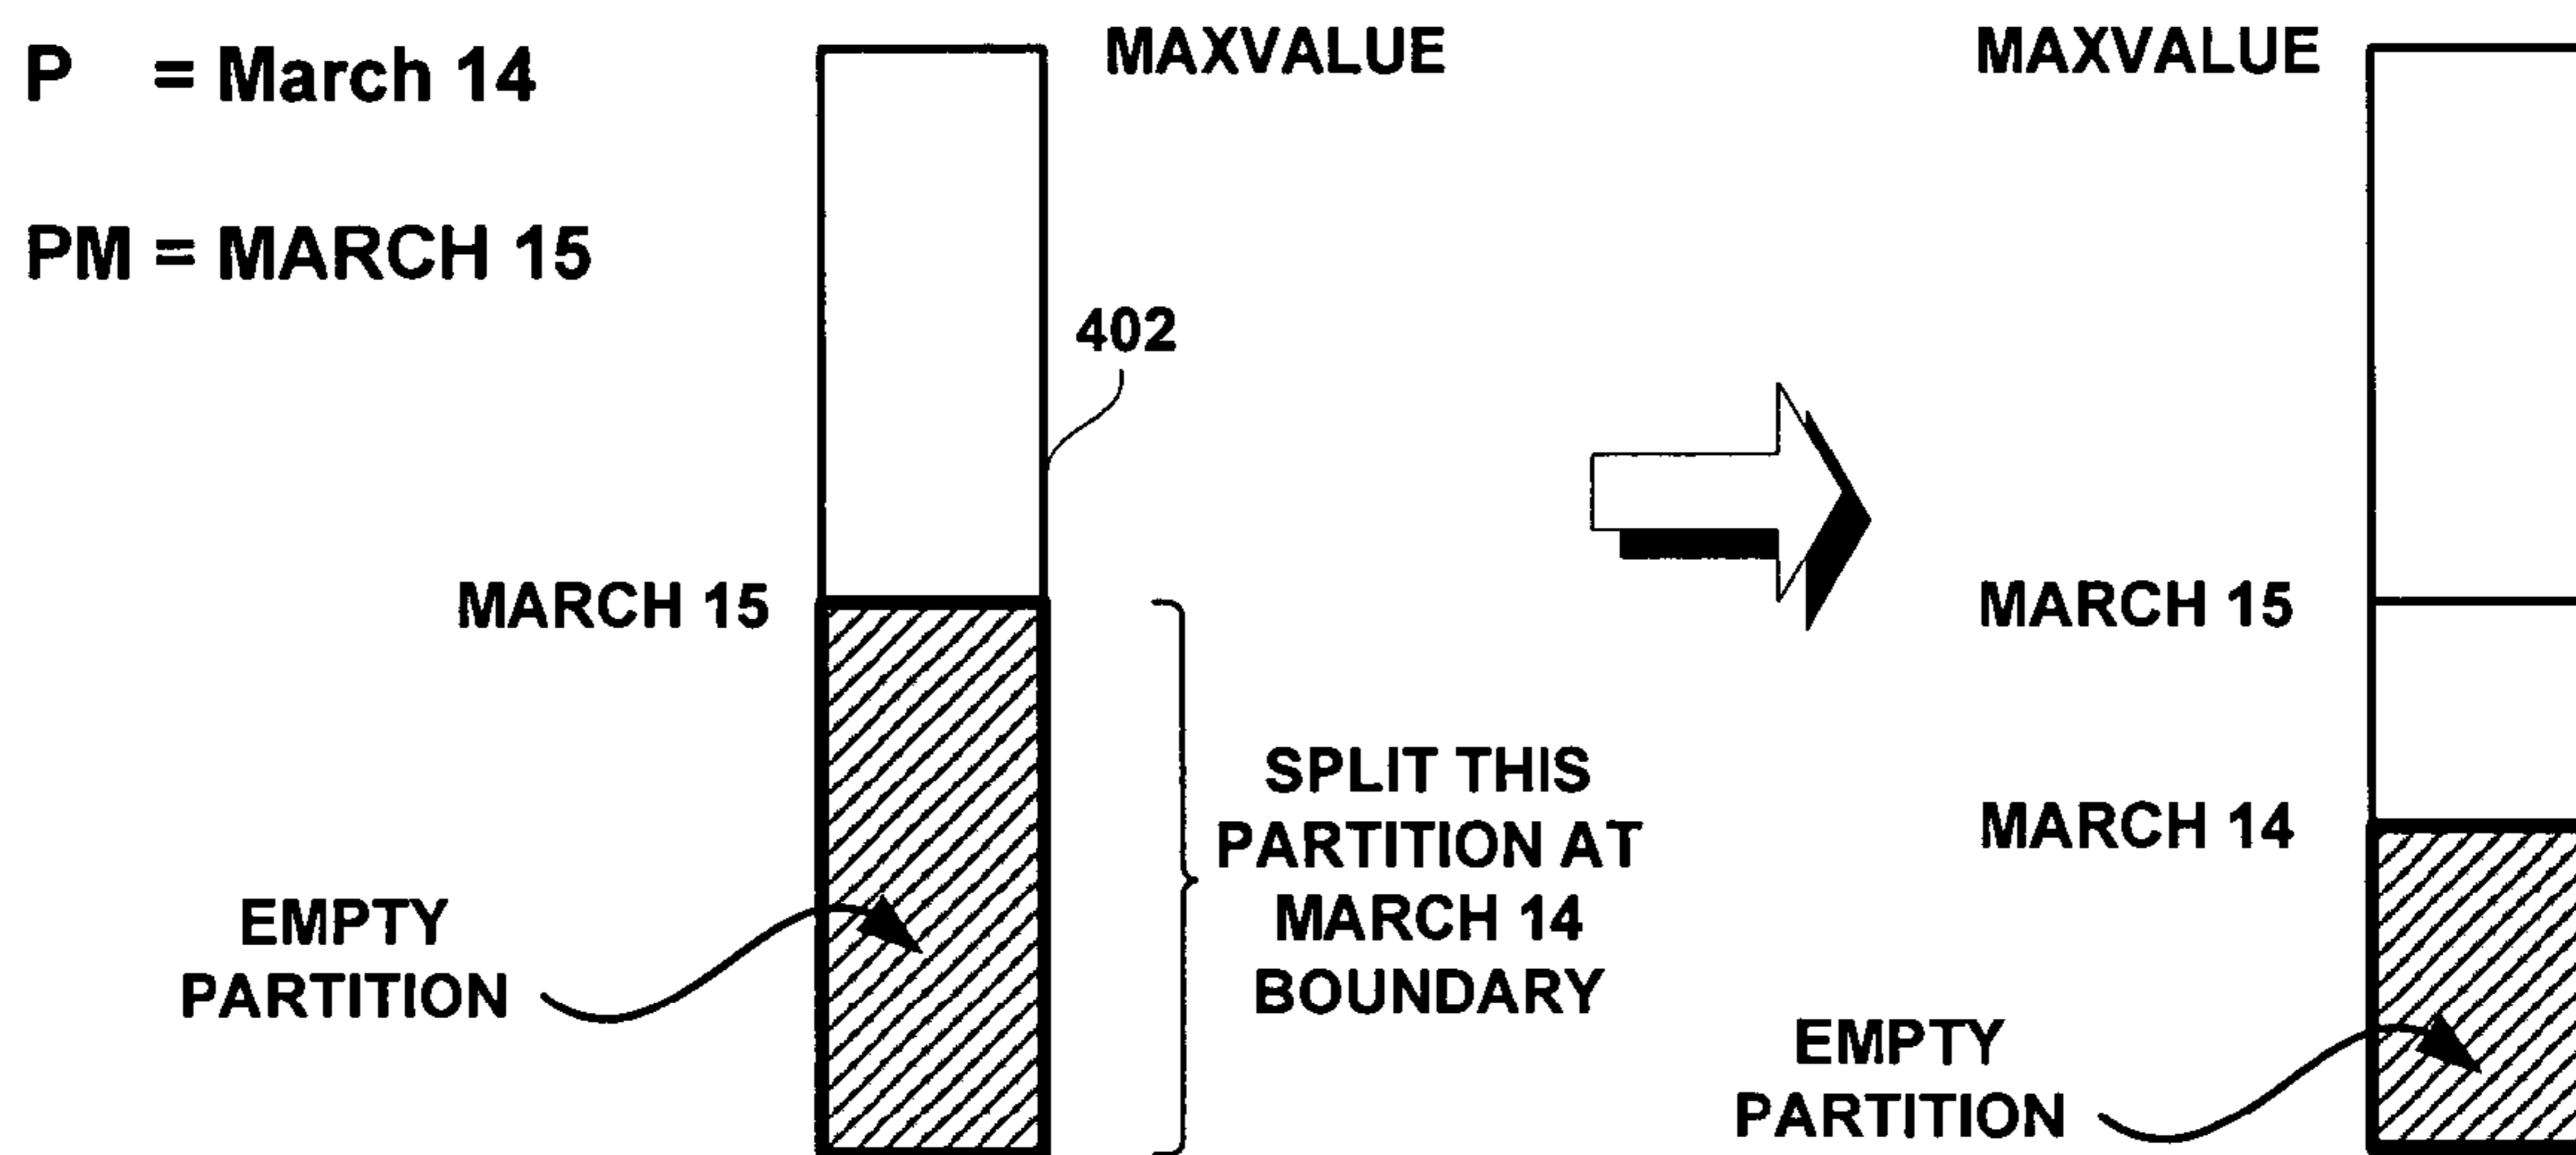 P = March 14
PM = MARCH 15
MAXVALUE
402
MARCH 15
SPLIT THIS
PARTITION AT
MARCH 14
BOUNDARY
EMPTY
PARTITION
MAXVALUE
MARCH 15
MARCH 14
EMPTY
PARTITION